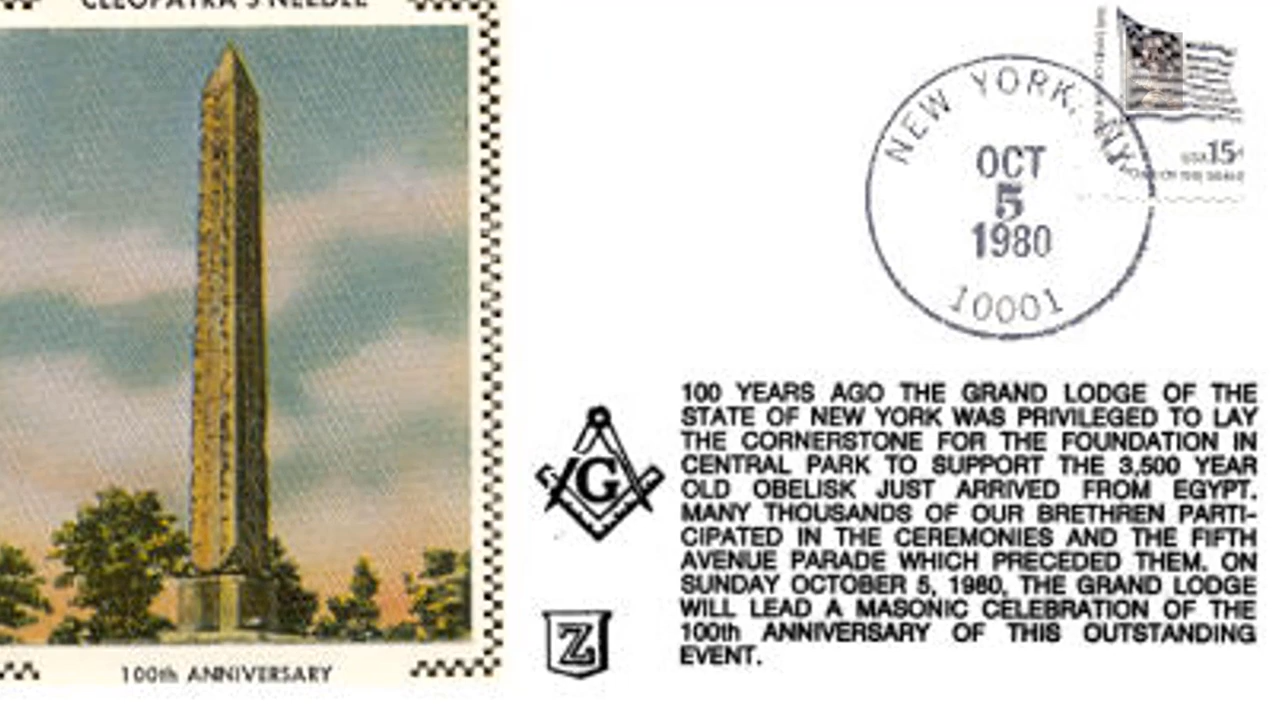 CLEOPATRA'S NEEDLE
100th ANNIVERSARY
NEW YORK, NY
OCT
5
1980
10001
USA 15c
G
Z
100 YEARS AGO THE GRAND LODGE OF THE
STATE OF NEW YORK WAS PRIVILEGED TO LAY
THE CORNERSTONE FOR THE FOUNDATION IN
CENTRAL PARK TO SUPPORT THE 3,500 YEAR
OLD OBELISK JUST ARRIVED FROM EGYPT.
MANY THOUSANDS OF OUR BRETHREN PARTI-
CIPATED IN THE CEREMONIES AND THE FIFTH
AVENUE PARADE WHICH PRECEDED THEM. ON
SUNDAY OCTOBER 5, 1980, THE GRAND LODGE
WILL LEAD A MASONIC CELEBRATION OF THE
100th ANNIVERSARY OF THIS OUTSTANDING
EVENT.